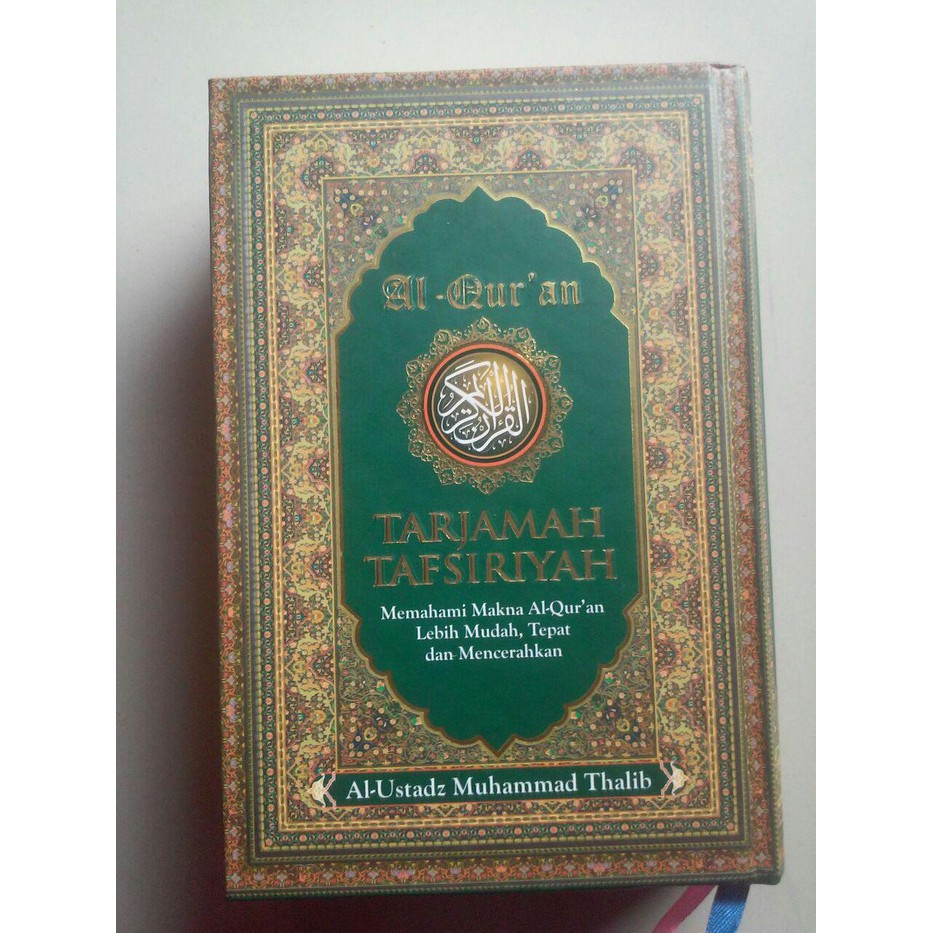 Al-Qur'an
القرآن الكريم
TARJAMAH
TAFSIRIYAH
Memahami Makna Al-Qur'an
Lebih Mudah, Tepat
dan Mencerahkan
Al-Ustadz Muhammad Thalib